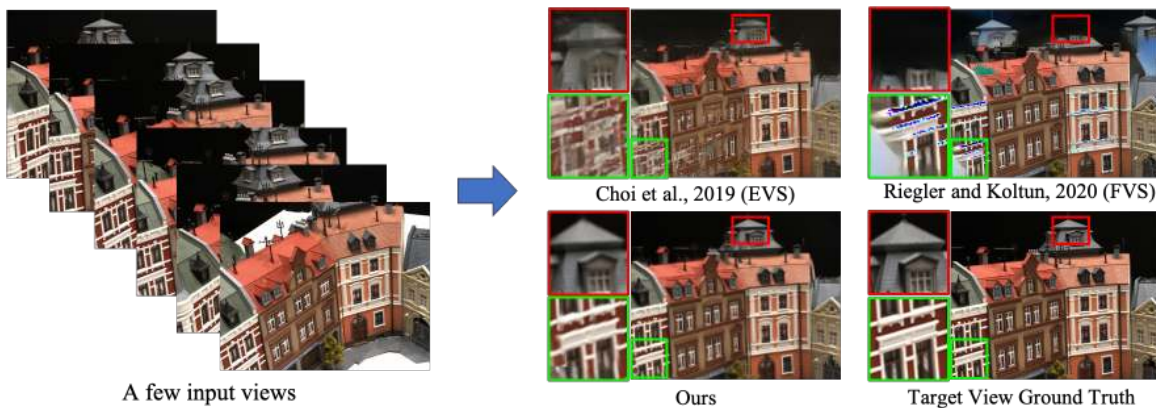 Choi et al., 2019 (EVS)
Riegler and Koltun, 2020 (FVS)
A few input views
Ours
Target View Ground Truth